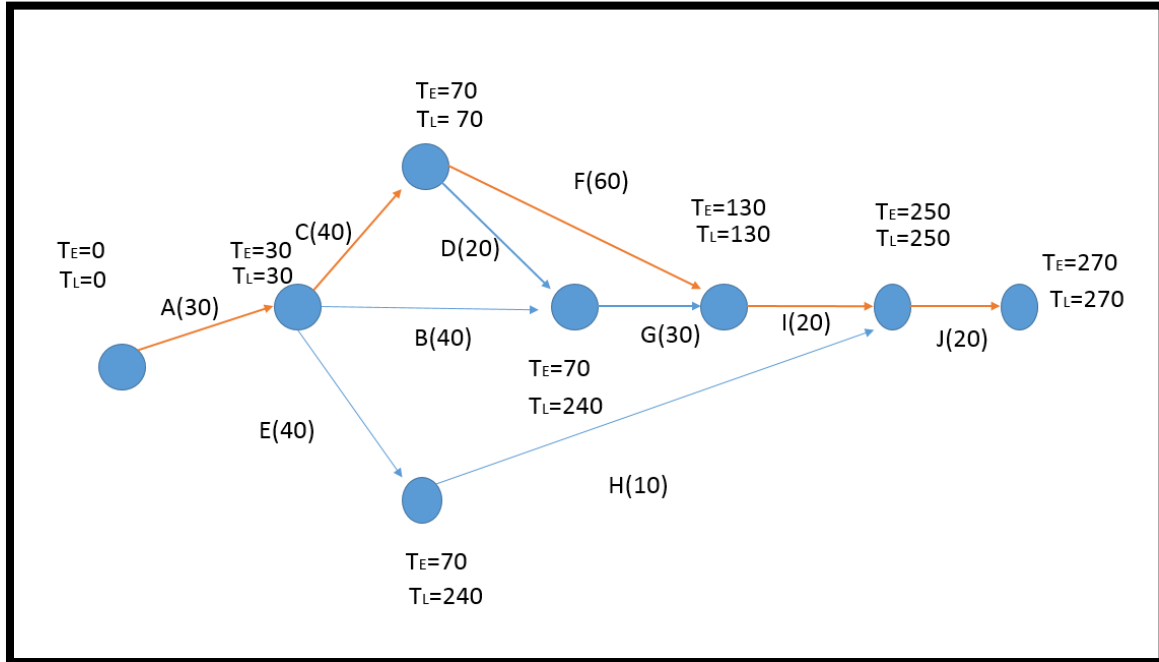 TE=70
TL= 70
F(60)
TE=130
TL=130
TE=250
TL=250
C(40)
D(20)
TE=0
TL=0
TE=30
TL=30
TE=270
TL=270
A(30)
B(40)
G(30)
I(20)
J(20)
TE=70
TL=240
E(40)
H(10)
TE=70
TL=240